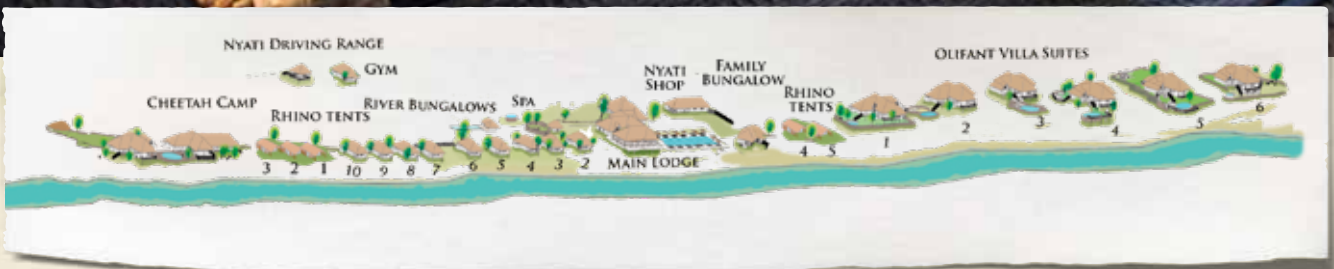 NYATI DRIVING RANGE
GYM
CHEETAH CAMP
RHINO TENTS
RIVER BUNGALOWS
SPA
NYATI
SHOP
FAMILY
BUNGALOW
RHINO
TENTS
OLIFANT VILLA SUITES
MAIN LODGE
3 2 1 10 9 8 7 6 5 4 3 2
4 5 1 2 3 4 5 6